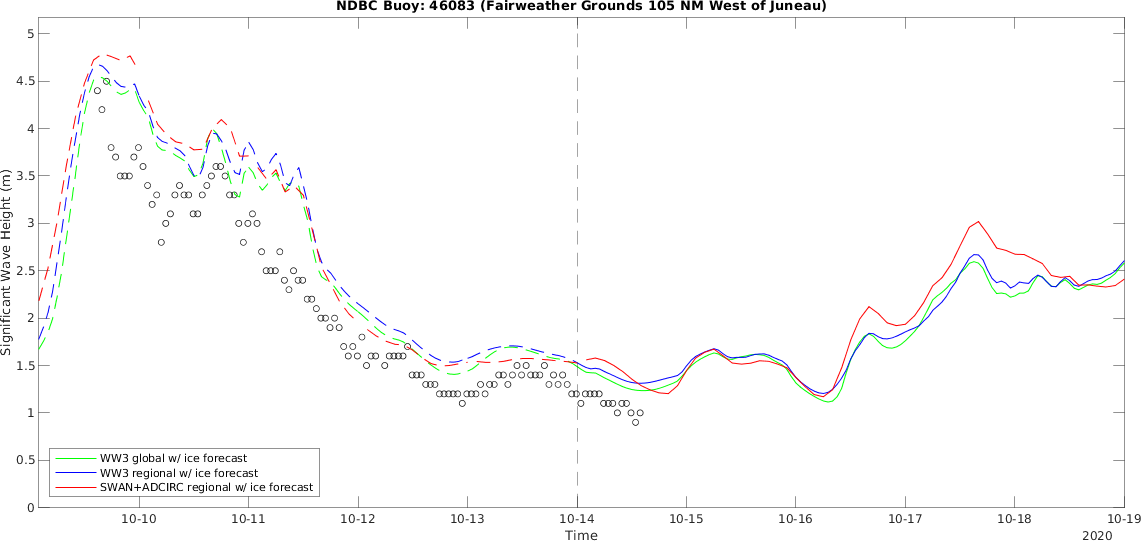 NDBC Buoy: 46083 (Fairweather Grounds 105 NM West of Juneau)
Significant Wave Height (m)
5
4.5
4
3.5
3
2.5
2
1.5
1
0.5
0
WW3 global w/ ice forecast
WW3 regional w/ ice forecast
SWAN+ADCIRC regional w/ ice forecast
10-10 10-11 10-12 10-13 10-14 10-15 10-16 10-17 10-18 10-19
Time
2020